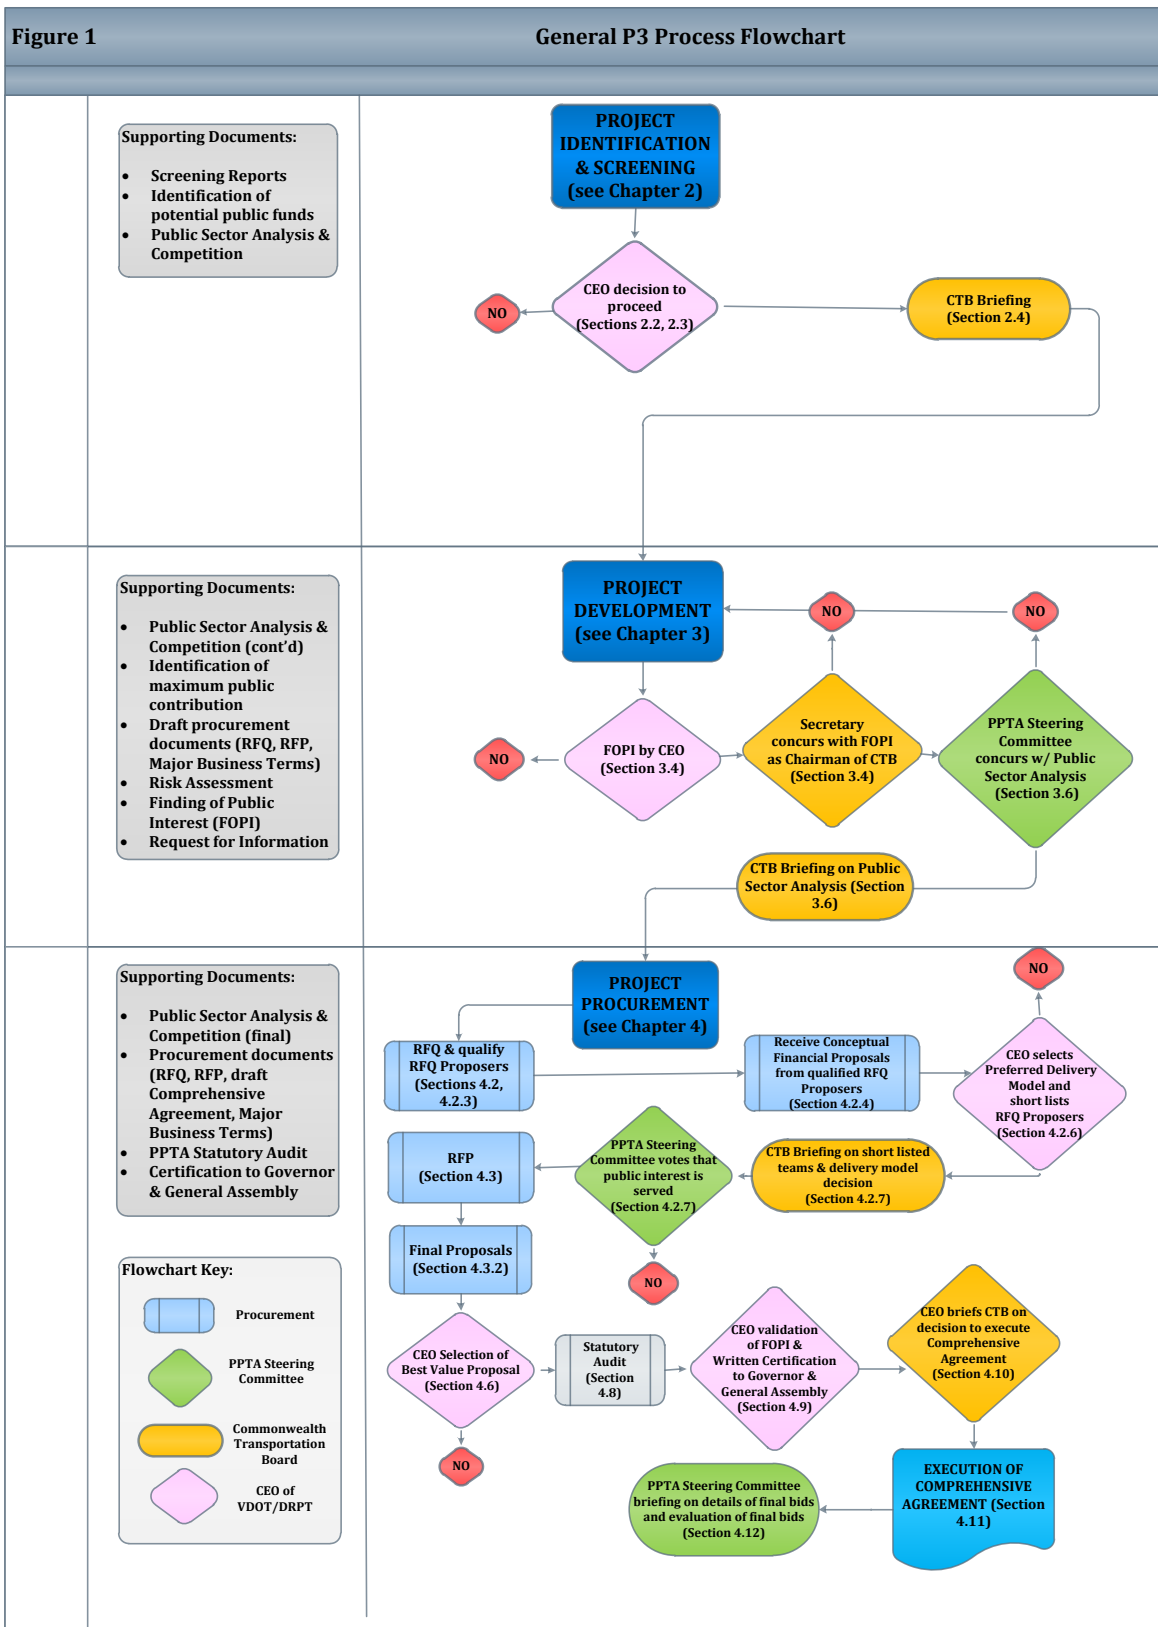 Figure 1
General P3 Process Flowchart
Supporting Documents:
• Screening Reports
• Identification of
potential public funds
• Public Sector Analysis &
Competition
PROJECT
IDENTIFICATION
& SCREENING
(see Chapter 2)
CEO decision to
proceed
(Sections 2.2, 2.3)
NO
CTB Briefing
(Section 2.4)
Supporting Documents:
• Public Sector Analysis &
Competition (cont'd)
• Identification of
maximum public
contribution
• Draft procurement
documents (RFQ, RFP,
Major Business Terms)
• Risk Assessment
• Finding of Public
Interest (FOPI)
• Request for Information
PROJECT
DEVELOPMENT
(see Chapter 3)
NO
NO
NO
FOPI by CEO
(Section 3.4)
Secretary
concurs with FOPI
as Chairman of CTB
(Section 3.4)
PPTA Steering
Committee
concurs w/ Public
Sector Analysis
(Section 3.6)
CTB Briefing on Public
Sector Analysis (Section
3.6)
Supporting Documents:
• Public Sector Analysis &
Competition (final)
• Procurement documents
(RFQ, RFP, draft
Comprehensive
Agreement, Major
Business Terms)
• PPTA Statutory Audit
• Certification to Governor
& General Assembly
PROJECT
PROCUREMENT
(see Chapter 4)
NO
RFQ & qualify
RFQ Proposers
(Sections 4.2,
4.2.3)
Receive Conceptual
Financial Proposals
from qualified RFQ
Proposers
(Section 4.2.4)
CEO selects
Preferred Delivery
Model and
short lists
RFQ Proposers
(Section 4.2.6)
RFP
(Section 4.3)
PPTA Steering
Committee votes that
public interest is
served
(Section 4.2.7)
CTB Briefing on short listed
teams & delivery model
decision
(Section 4.2.7)
Final Proposals
(Section 4.3.2)
NO
CEO Selection of
Best Value Proposal
(Section 4.6)
Statutory
Audit
(Section
4.8)
CEO validation
of FOPI &
Written Certification
to Governor &
General Assembly
(Section 4.9)
CEO briefs CTB on
decision to execute
Comprehensive
Agreement
(Section 4.10)
NO
PPTA Steering Committee
briefing on details of final bids
and evaluation of final bids
(Section 4.12)
EXECUTION OF
COMPREHENSIVE
AGREEMENT (Section
4.11)
Flowchart Key:
Procurement
PPTA Steering
Committee
Commonwealth
Transportation
Board
CEO of
VDOT/DRPT